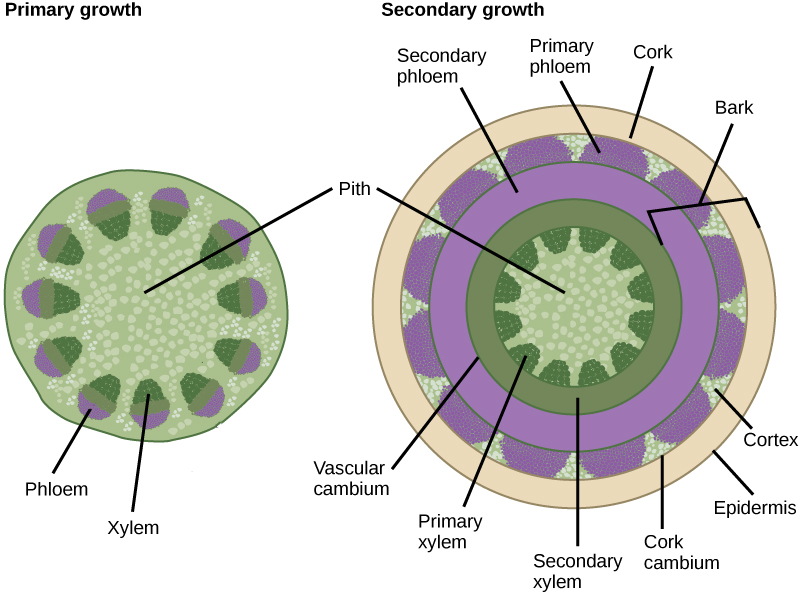 Primary growth
Secondary growth
Secondary
phloem
Primary
phloem
Cork
Bark
Pith
Phloem
Xylem
Vascular
cambium
Primary
xylem
Secondary
xylem
Cork
cambium
Epidermis
Cortex